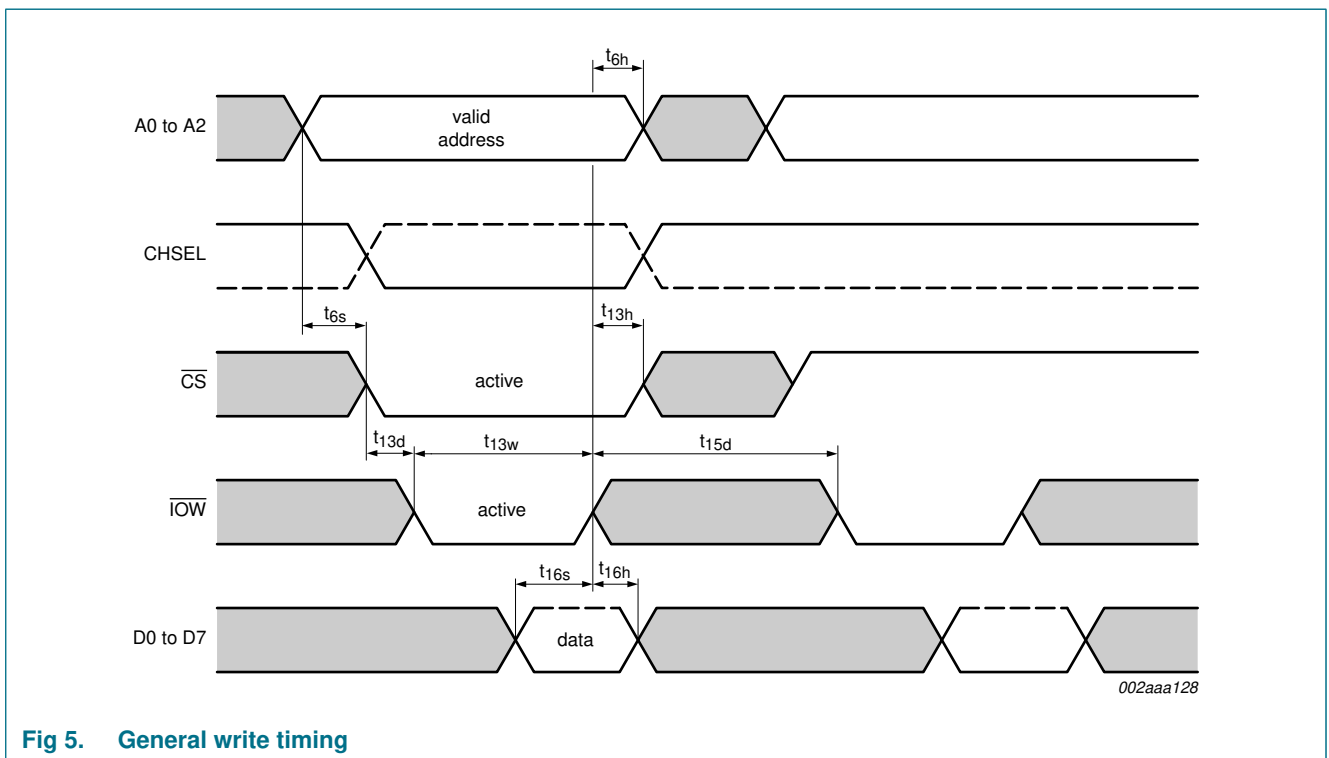 t6h
A0 to A2
valid
address
CHSEL
t6s
t13h
CS
active
t13d
t13w
t15d
IOW
active
t16s
t16h
D0 to D7
data
002aaa128
Fig 5. General write timing